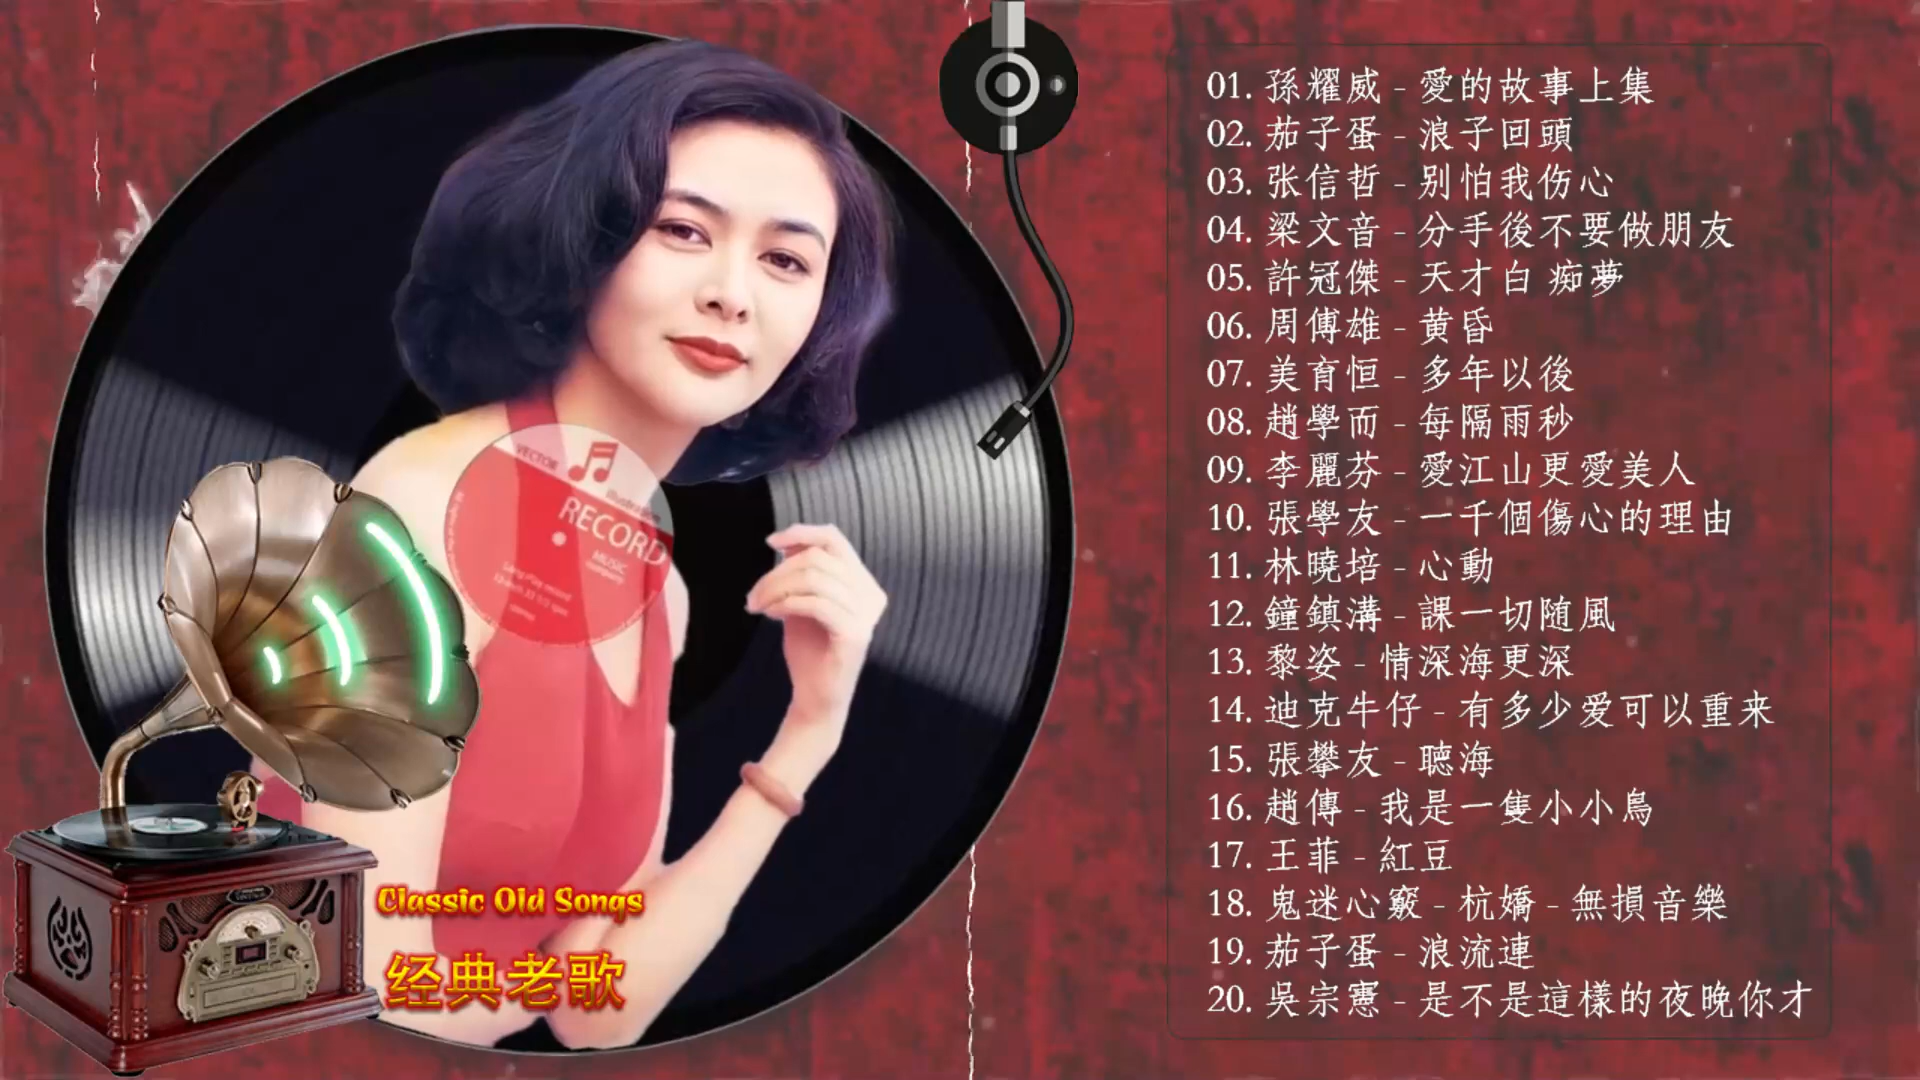 01. 孫耀威 - 愛的故事上集
02. 茄子蛋 - 浪子回頭
03. 张信哲 - 别怕我伤心
04. 梁文音 - 分手後不要做朋友
05. 許冠傑 - 天才白 痴夢
06. 周傅雄 - 黄昏
07. 美育恒 - 多年以後
08. 趙學而 - 每隔雨秒
09. 李麗芬 - 愛江山更愛美人
10. 張學友 - 一千個傷心的理由
11. 林曉培 - 心動
12. 鐘鎮溝 - 課一切随風
13. 黎姿 - 情深海更深
14. 迪克牛仔 - 有多少爱可以重来
15. 張攀友 - 聴海
16. 趙傳 - 我是一隻小小鳥
17. 王菲 - 紅豆
18. 鬼迷心竅 - 杭嬌 - 無損音樂
19. 茄子蛋 - 浪流連
20. 吳宗憲 - 是不是這樣的夜晚你才
VECTOR
illustration
RECORD
MUSIC
company
Classic Old Songs
经典老歌